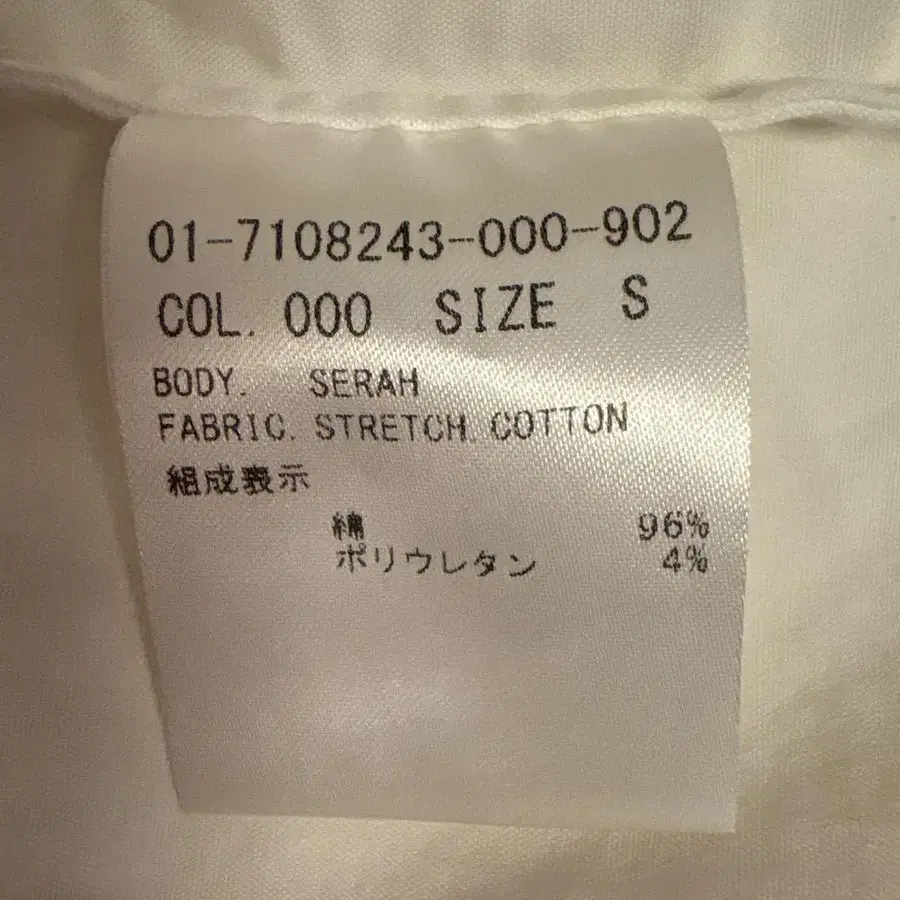 01-7108243-000-902
COL. 000 SIZE S
BODY. SERAH
FABRIC. STRETCH COTTON
組成表示
綿 96%
ポリウレタン 4%